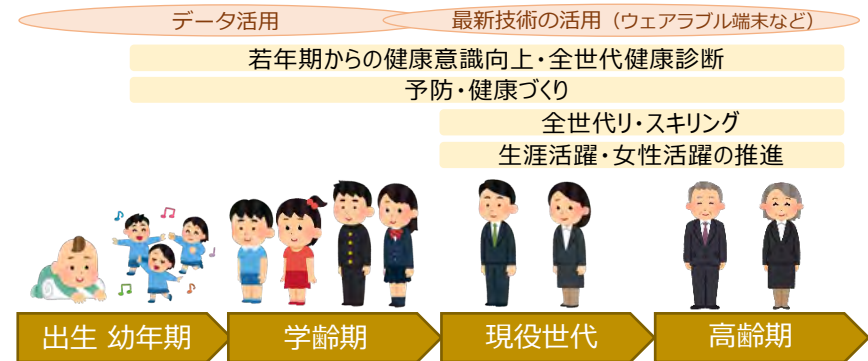 データ活用
最新技術の活用（ウェアラブル端末など）
若年期からの健康意識向上・全世代健康診断
予防・健康づくり
全世代リ・スキリング
生涯活躍・女性活躍の推進
出生 幼年期
学齢期
現役世代
高齢期